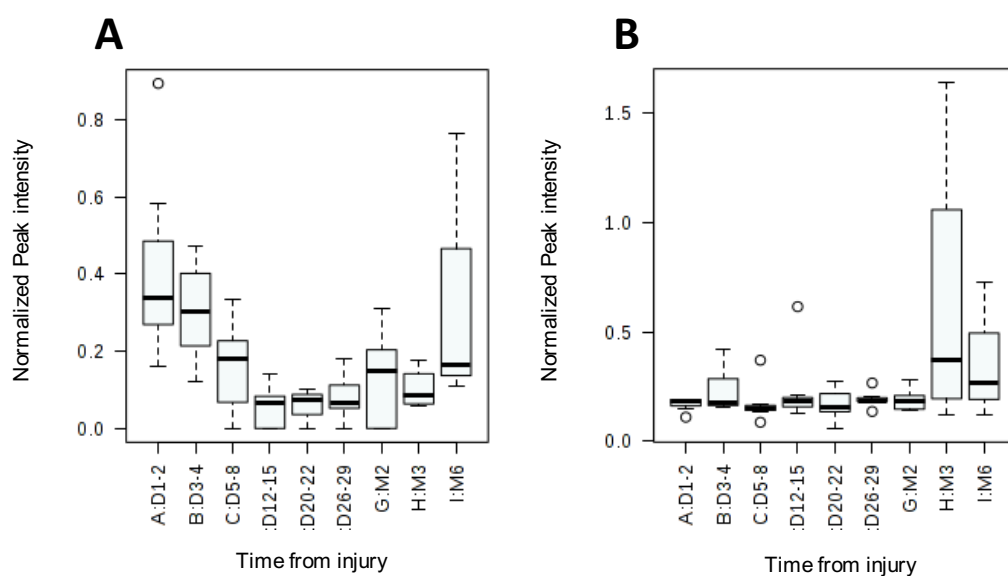 A
B
Normalized Peak intensity
0.8
0.6
0.4
0.2
0.0
A:D1-2
B:D3-4
C:D5-8
:D12-15
:D20-22
:D26-29
G:M2
H:M3
I:M6
Time from injury
Normalized Peak intensity
1.5
1.0
0.5
0.0
A:D1-2
B:D3-4
C:D5-8
:D12-15
:D20-22
:D26-29
G:M2
H:M3
I:M6
Time from injury